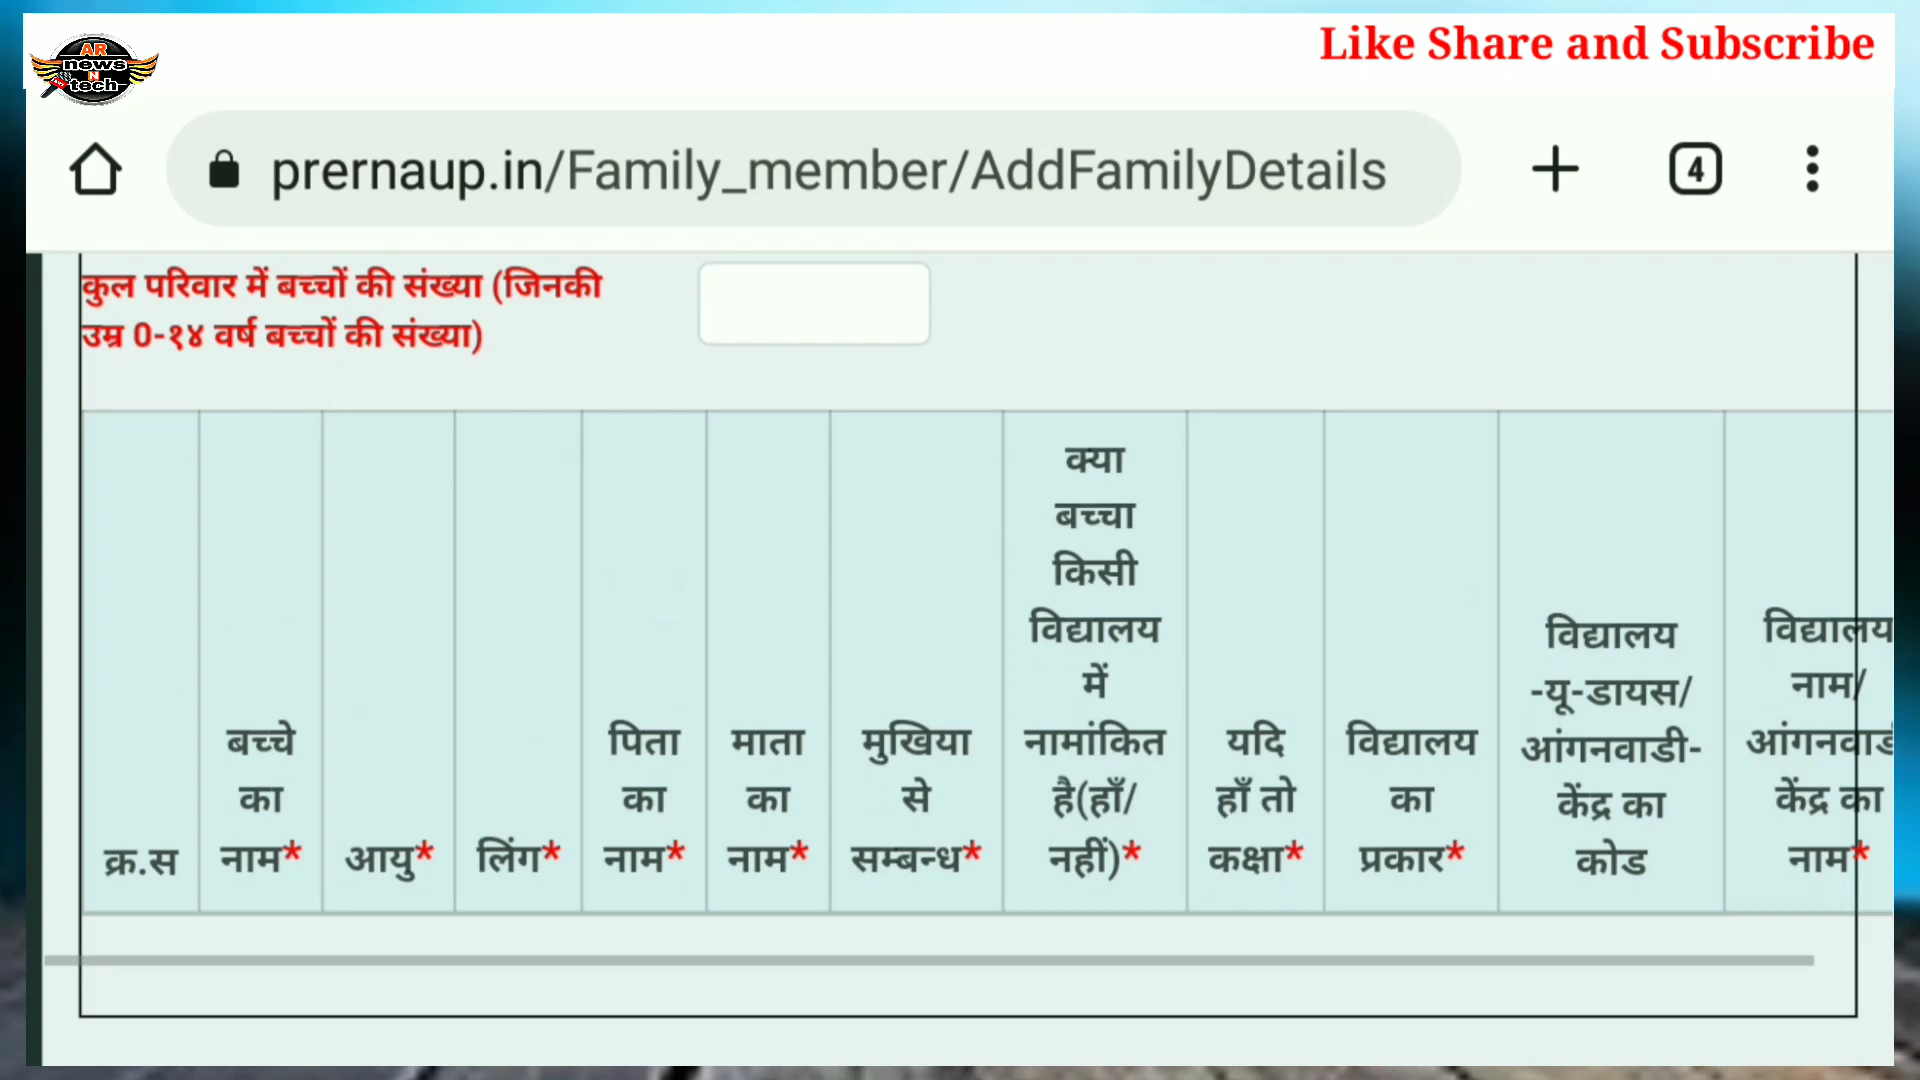 Like Share and Subscribe
AR
news
N
tech
prernaup.in/Family_member/AddFamilyDetails
4
कुल परिवार में बच्चों की संख्या (जिनकी
उम्र 0-१४ वर्ष बच्चों की संख्या)
क्र.स
बच्चे
का
नाम*
आयु*
लिंग*
पिता
का
नाम*
माता
का
नाम*
मुखिया
से
सम्बन्ध*
क्या
बच्चा
किसी
विद्यालय
में
नामांकित
है(हाँ/
नहीं)*
यदि
हाँ तो
कक्षा*
विद्यालय
का
प्रकार*
विद्यालय
-यू-डायस/
आंगनवाडी-
केंद्र का
कोड
विद्यालय
नाम/
केंद्र का
नाम*